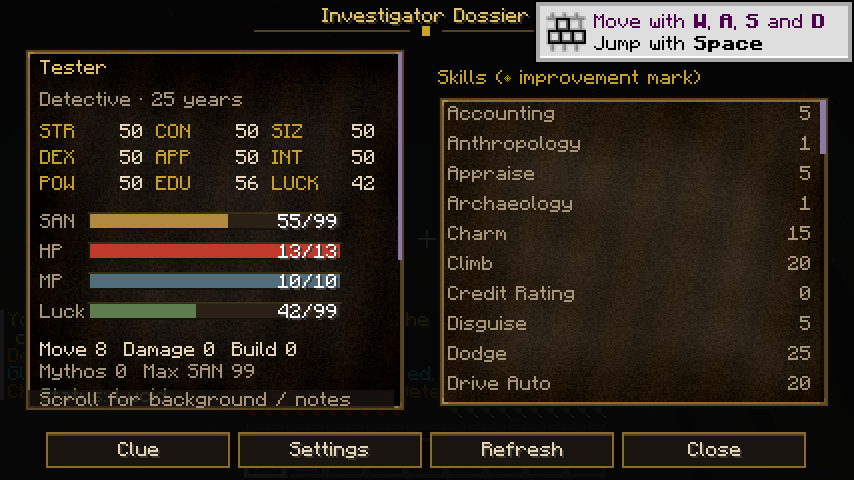 Investigator Dossier
Move with W, A, S and D
Jump with Space
Tester
Detective · 25 years
STR 50 CON 50 SIZ 50
DEX 50 APP 50 INT 50
POW 50 EDU 56 LUCK 42
SAN 55/99
HP 13/13
MP 10/10
Luck 42/99
Move 8 Damage 0 Build 0
Mythos 0 Max SAN 99
Scroll for background / notes
Skills (◆ improvement mark)
Accounting 5
Anthropology 1
Appraise 5
Archaeology 1
Charm 15
Climb 20
Credit Rating 0
Disguise 5
Dodge 25
Drive Auto 20
Clue
Settings
Refresh
Close